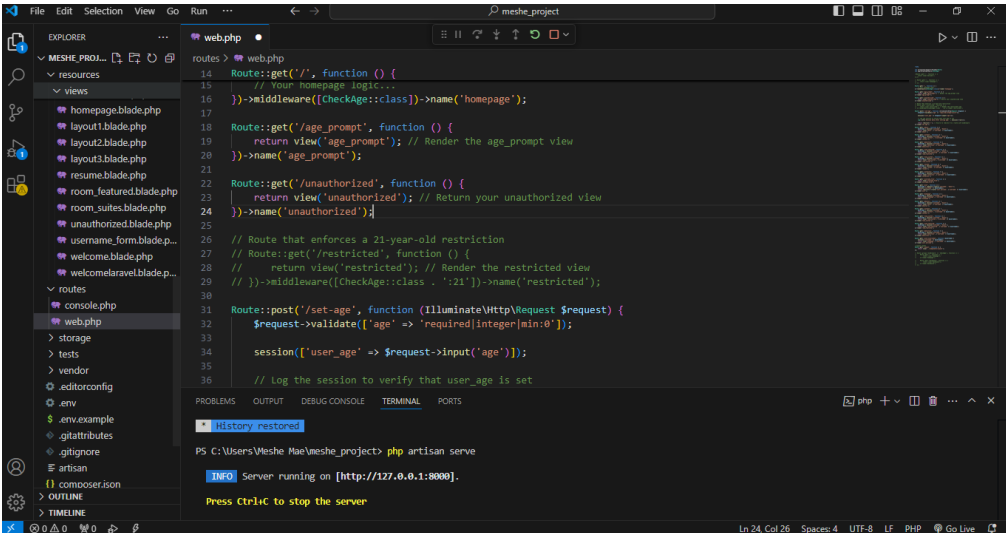 File Edit Selection View Go Run ··· ← → meshe_project
EXPLORER ···
MESHE_PROJ...
resources
views
homepage.blade.php
layout1.blade.php
layout2.blade.php
layout3.blade.php
resume.blade.php
room_featured.blade.php
room_suites.blade.php
unauthorized.blade.php
username_form.blade.p...
welcome.blade.php
welcomelaravel.blade.p...
routes
console.php
web.php
storage
tests
vendor
.editorconfig
.env
$ .env.example
.gitattributes
.gitignore
artisan
{} composer.json
OUTLINE
TIMELINE
1
1
web.php ●
routes > web.php
14 Route::get('/', function () {
15 // Your homepage logic...
16 })->middleware([CheckAge::class])->name('homepage');
17
18 Route::get('/age_prompt', function () {
19 return view('age_prompt'); // Render the age_prompt view
20 })->name('age_prompt');
21
22 Route::get('/unauthorized', function () {
23 return view('unauthorized'); // Return your unauthorized view
24 })->name('unauthorized');
25
26 // Route that enforces a 21-year-old restriction
27 // Route::get('/restricted', function () {
28 // return view('restricted'); // Render the restricted view
29 // })->middleware([CheckAge::class . ':21'])->name('restricted');
30
31 Route::post('/set-age', function (Illuminate\Http\Request $request) {
32 $request->validate(['age' => 'required|integer|min:0']);
33
34 session(['user_age' => $request->input('age')]);
35
36 // Log the session to verify that user_age is set
PROBLEMS OUTPUT DEBUG CONSOLE TERMINAL PORTS php
* History restored
PS C:\Users\Meshe Mae\meshe_project> php artisan serve
INFO Server running on [http://127.0.0.1:8000].
Press Ctrl+C to stop the server
0 0 0 Ln 24, Col 26 Spaces: 4 UTF-8 LF PHP Go Live